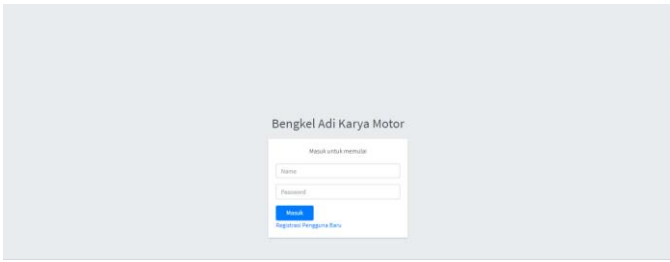 Bengkel Adi Karya Motor
Masuk untuk memulai
Name
Password
Masuk
Registrasi Pengguna Baru